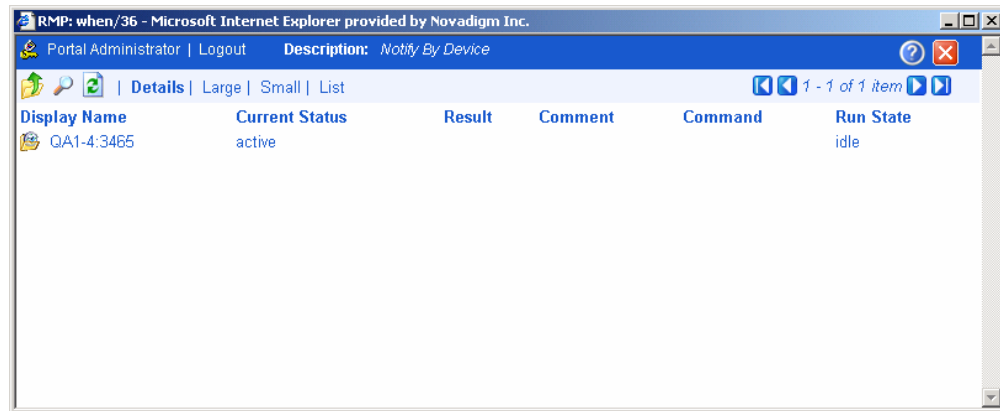 RMP: when/36 - Microsoft Internet Explorer provided by Novadigm Inc.
Portal Administrator | Logout Description: Notify By Device
| Details | Large | Small | List 1 - 1 of 1 item
Display Name Current Status Result Comment Command Run State
QA1-4:3465 active idle